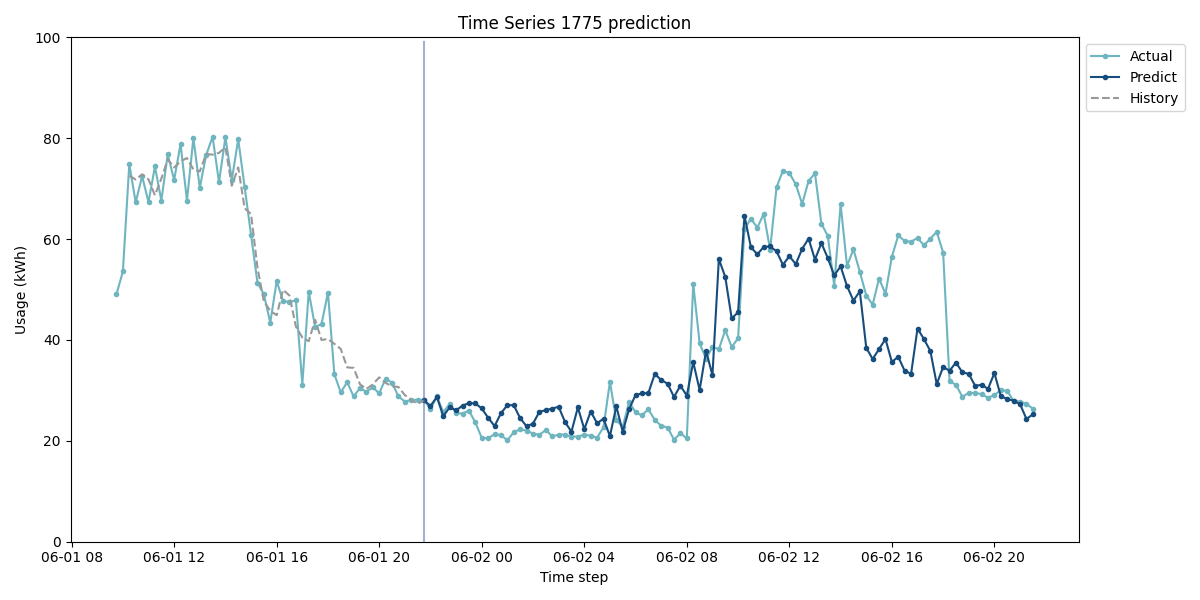 Time Series 1775 prediction
100
80
60
40
20
0
Usage (kWh)
06-01 08
06-01 12
06-01 16
06-01 20
06-02 00
06-02 04
06-02 08
06-02 12
06-02 16
06-02 20
Time step
Actual
Predict
History